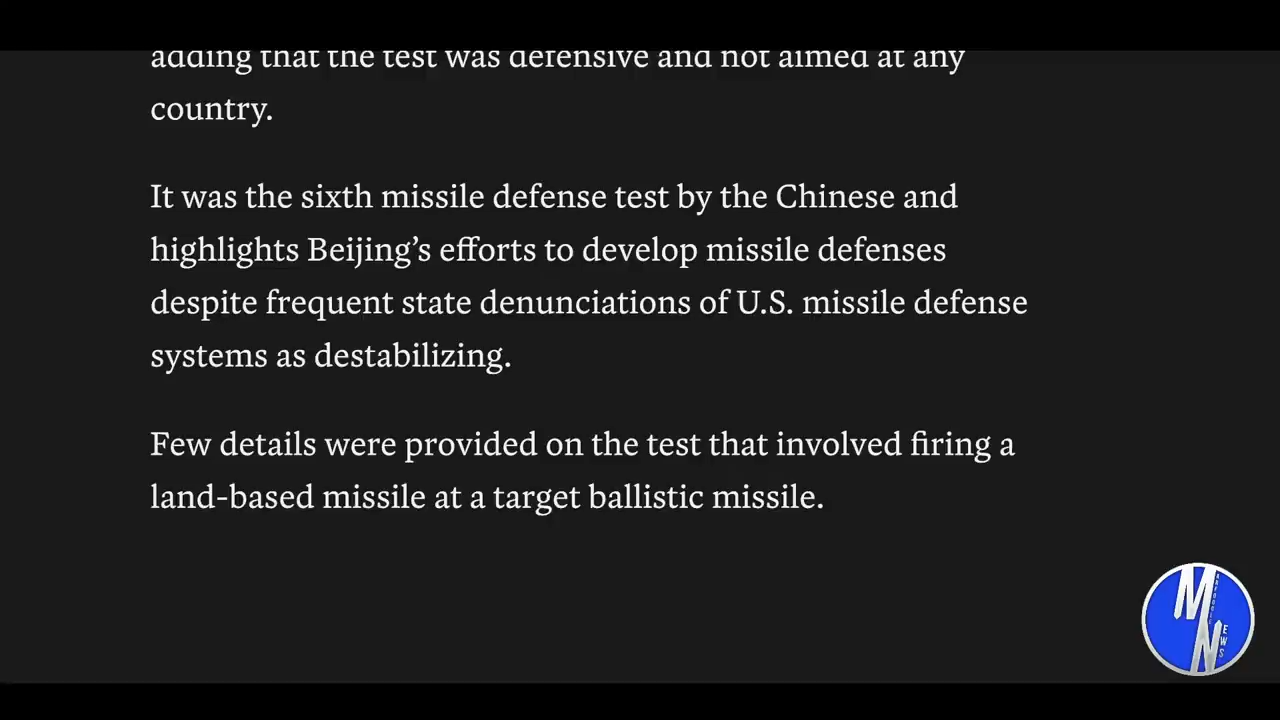 adding that the test was defensive and not aimed at any
country.
It was the sixth missile defense test by the Chinese and
highlights Beijing’s efforts to develop missile defenses
despite frequent state denunciations of U.S. missile defense
systems as destabilizing.
Few details were provided on the test that involved firing a
land-based missile at a target ballistic missile.
M
NEWS